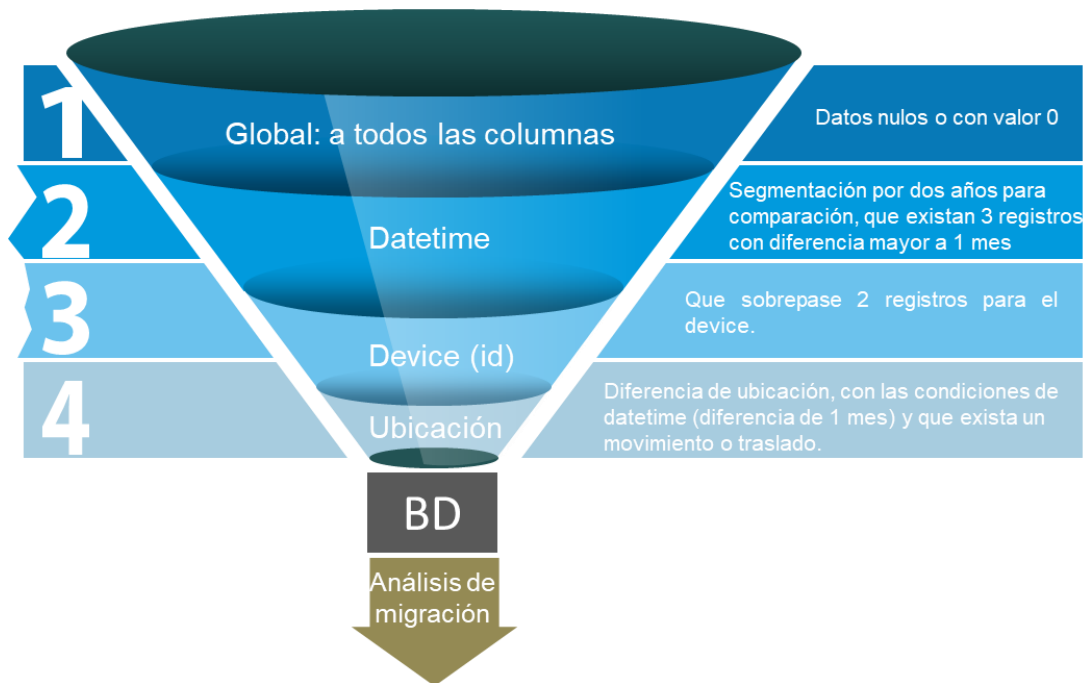 1
Global: a todos las columnas
Datos nulos o con valor 0
2
Datetime
Segmentación por dos años para
comparación, que existan 3 registros
con diferencia mayor a 1 mes
3
Device (id)
Que sobrepase 2 registros para el
device.
4
Ubicación
Diferencia de ubicación, con las condiciones de
datetime (diferencia de 1 mes) y que exista un
movimiento o traslado.
BD
Análisis de
migración